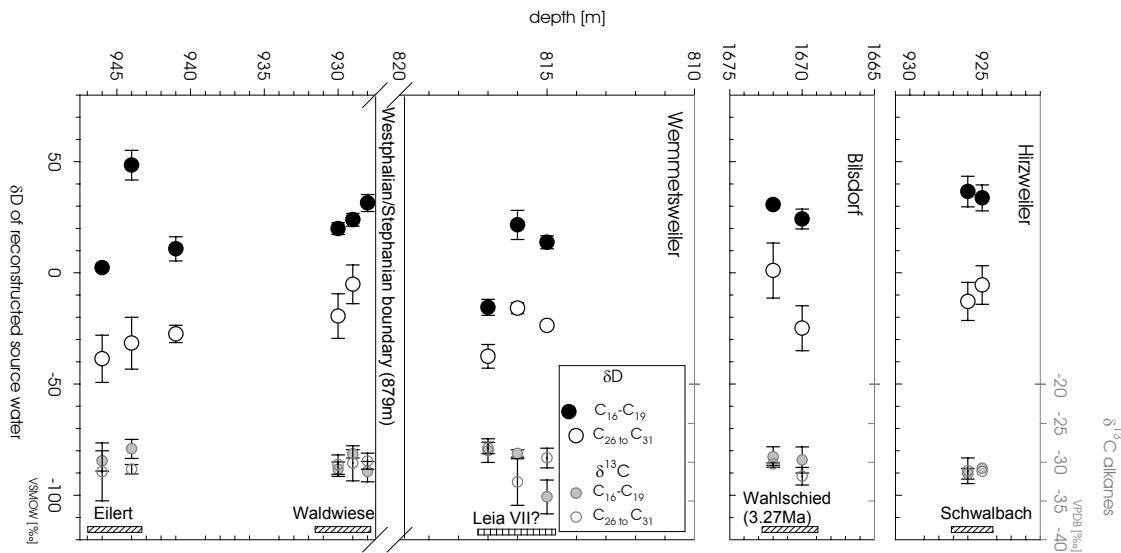 depth [m]
945
940
935
930
820
815
810
1675
1670
1665
930
925
50
0
-50
-100
δD of reconstructed source water
VSMOW [‰]
Westphalian/Stephanian boundary (879m)
Wemmetsweiler
Bilsdorf
Hirzweiler
δD
C16-C19
C26 to C31
δ13C
C16-C19
C26 to C31
Eilert
Waldwiese
Leia VII?
Wahlschied
(3.27Ma)
Schwalbach
-20
-25
-30
-35
-40
δ13C alkanes
VPDB [‰]